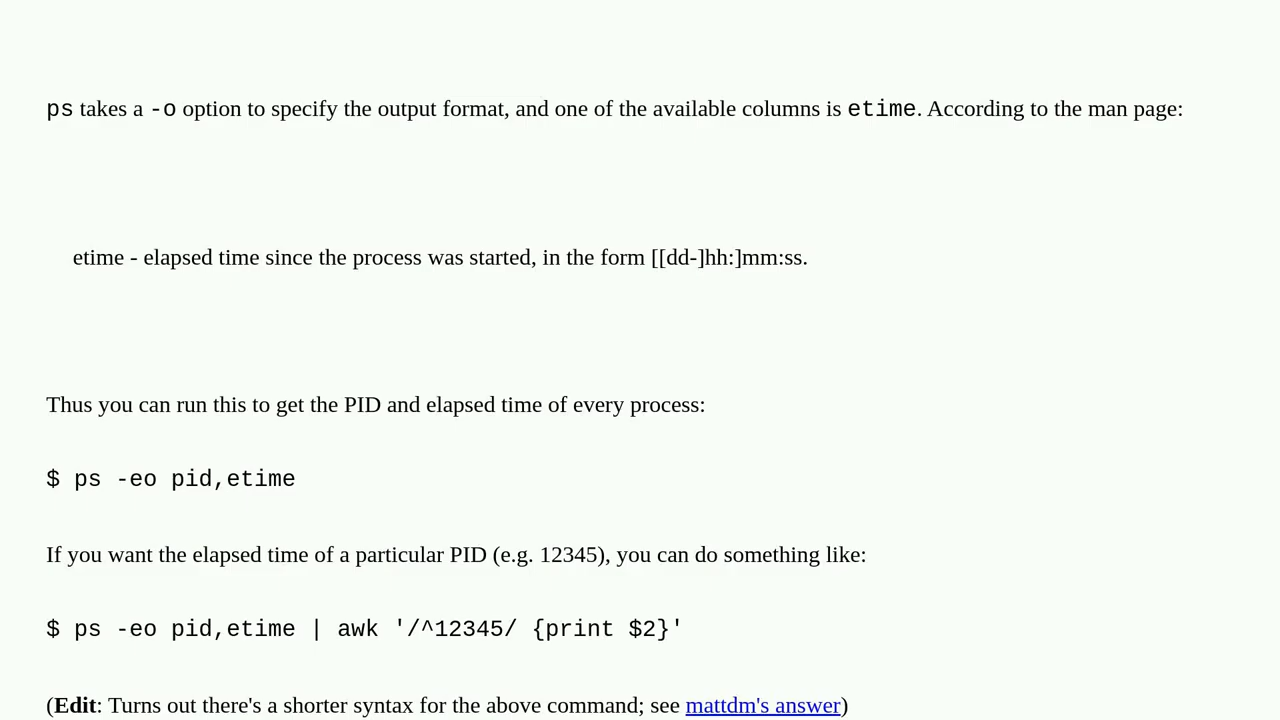 ps takes a -o option to specify the output format, and one of the available columns is etime. According to the man page:
etime - elapsed time since the process was started, in the form [[dd-]hh:]mm:ss.
Thus you can run this to get the PID and elapsed time of every process:
$ ps -eo pid,etime
If you want the elapsed time of a particular PID (e.g. 12345), you can do something like:
$ ps -eo pid,etime | awk '/^12345/ {print $2}'
(Edit: Turns out there's a shorter syntax for the above command; see mattdm's answer)